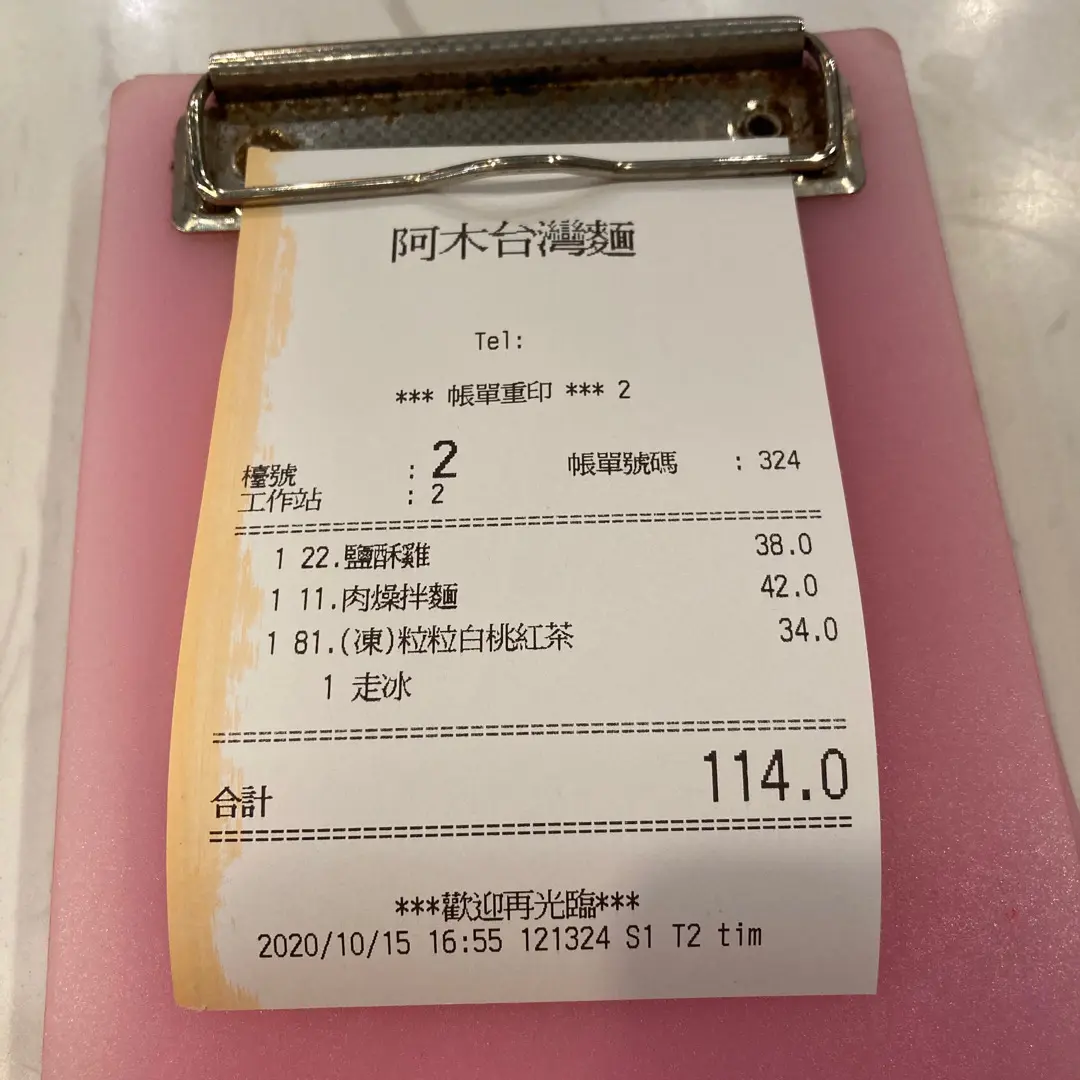 阿木台灣麵
Tel:
*** 帳單重印 *** 2
檯號 : 2 帳單號碼 : 324
工作站 : 2
1 22.鹽酥雞 38.0
1 11.肉燥拌麵 42.0
1 81.(凍)粒粒白桃紅茶 34.0
1 走冰
合計 114.0
***歡迎再光臨***
2020/10/15 16:55 121324 S1 T2 tim